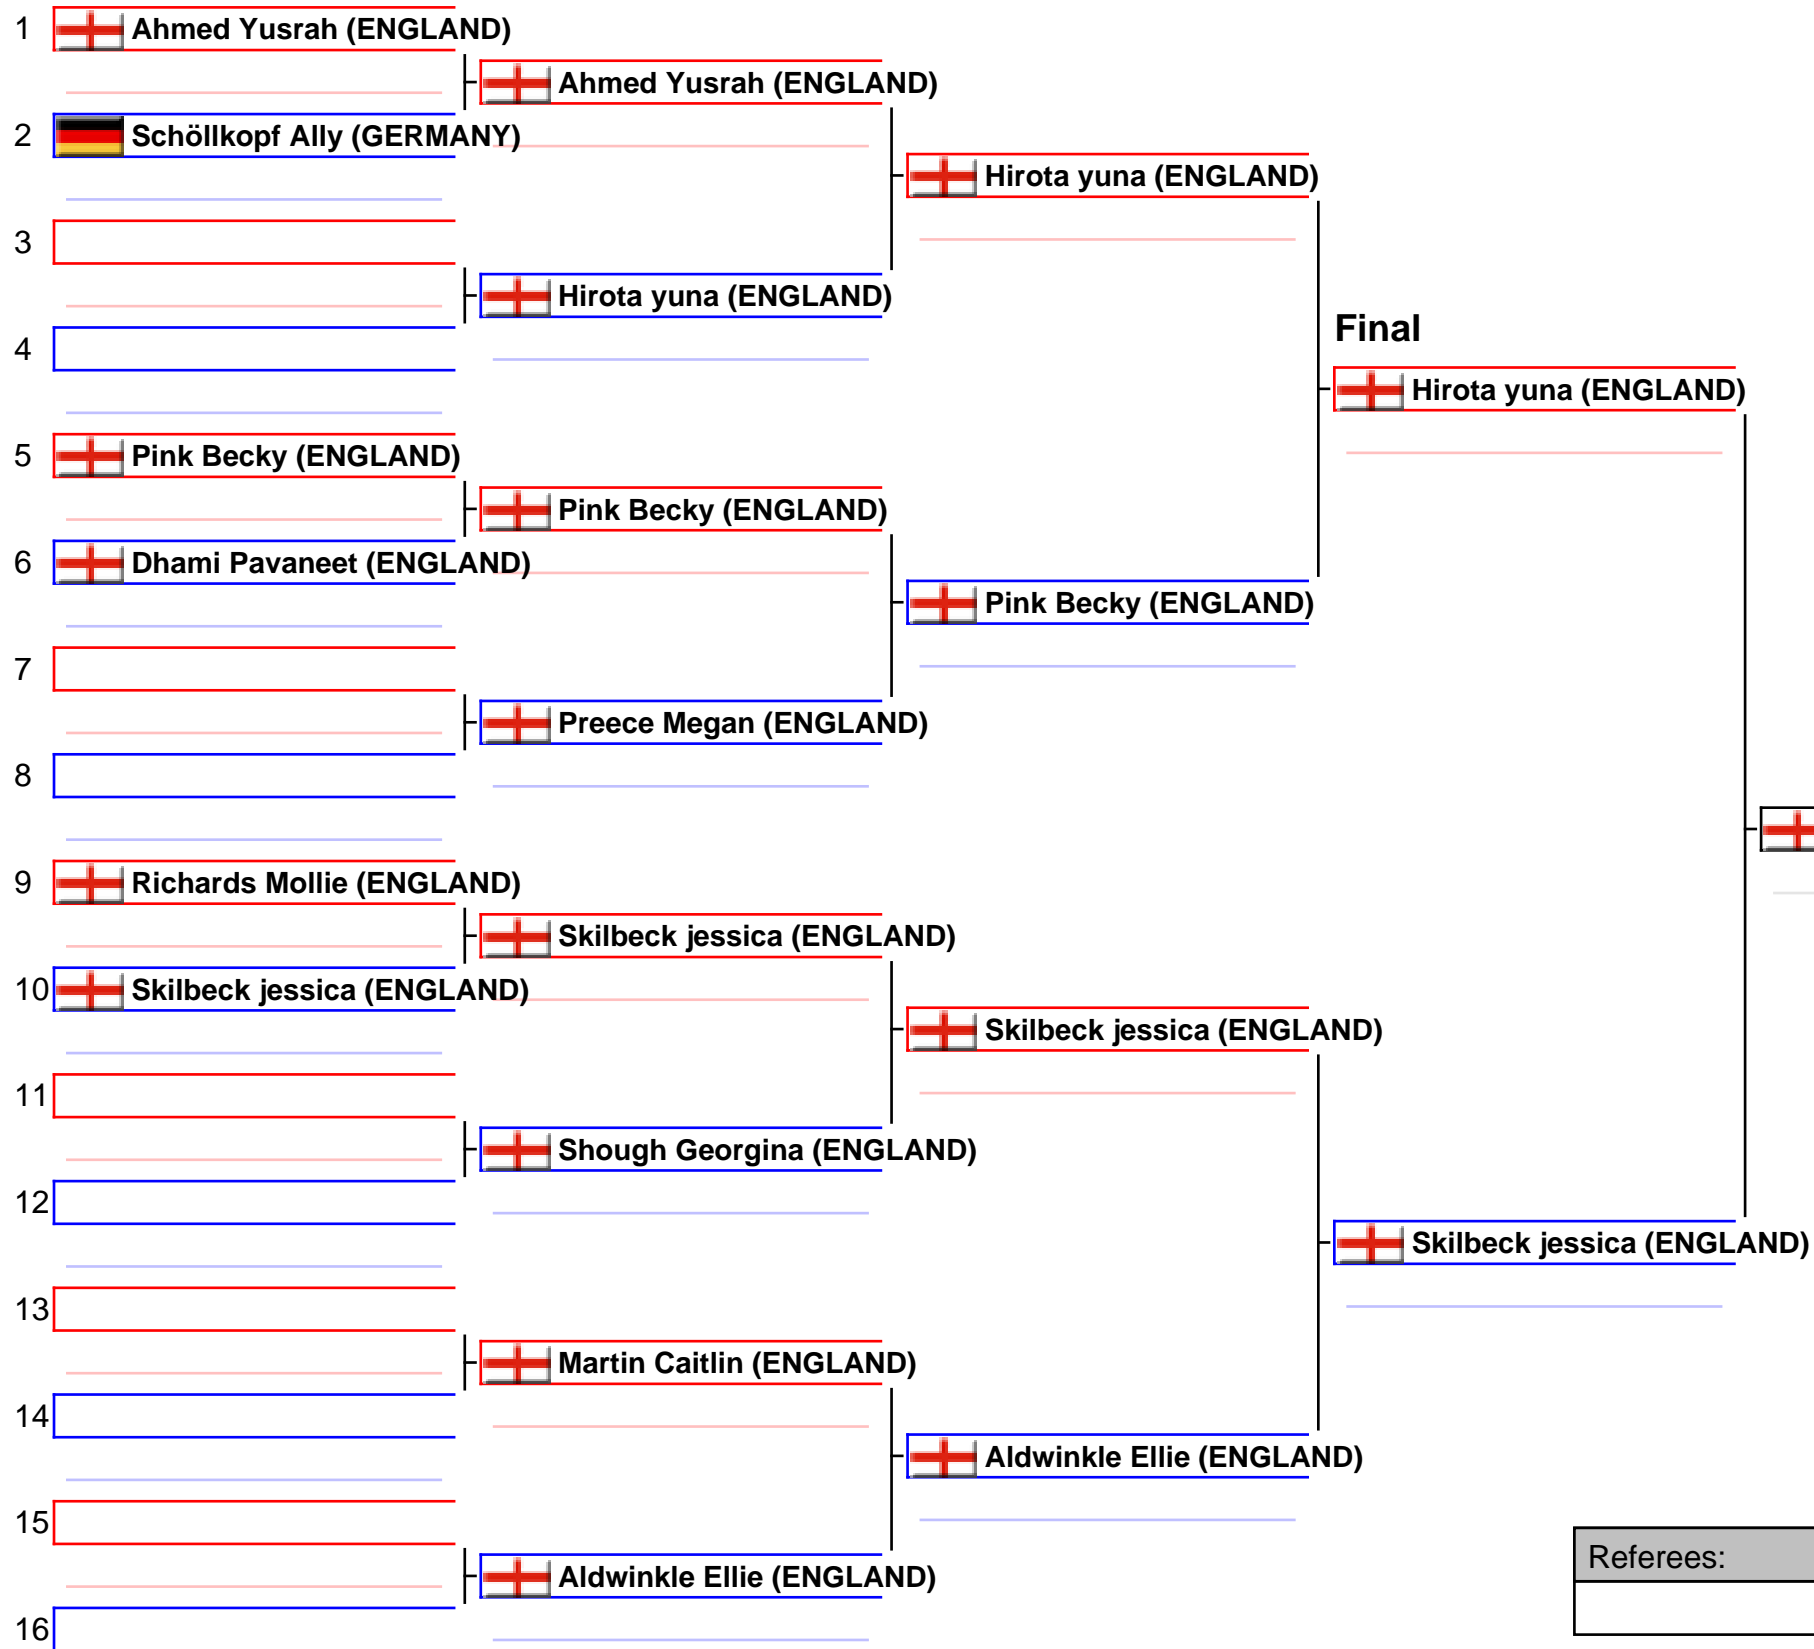 1 Ahmed Yusrah (ENGLAND)
Ahmed Yusrah (ENGLAND)
2 Schöllkopf Ally (GERMANY)
Hirota yuna (ENGLAND)
3
Hirota yuna (ENGLAND)
Final
4
Hirota yuna (ENGLAND)
5 Pink Becky (ENGLAND)
Pink Becky (ENGLAND)
6 Dhami Pavaneet (ENGLAND)
Pink Becky (ENGLAND)
7
Preece Megan (ENGLAND)
8
9 Richards Mollie (ENGLAND)
Skilbeck jessica (ENGLAND)
10 Skilbeck jessica (ENGLAND)
Skilbeck jessica (ENGLAND)
11
Shough Georgina (ENGLAND)
12
Skilbeck jessica (ENGLAND)
13
Martin Caitlin (ENGLAND)
14
Aldwinkle Ellie (ENGLAND)
15
Referees:
Aldwinkle Ellie (ENGLAND)
16